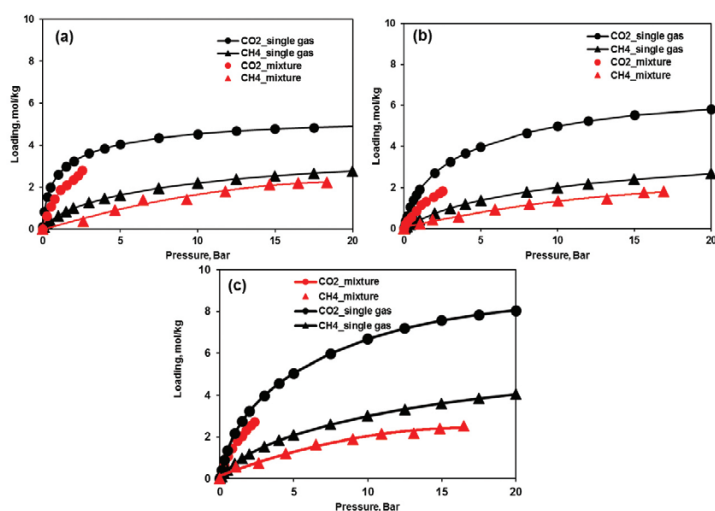 (a)
CO2_single gas
CH4_single gas
CO2_mixture
CH4_mixture
Loading, mol/kg
10
8
6
4
2
0
0 5 10 15 20
Pressure, Bar
(b)
CO2_single gas
CH4_single gas
CO2_mixture
CH4_mixture
Loading, mol/kg
10
8
6
4
2
0
0 5 10 15 20
Pressure, Bar
(c)
CO2_mixture
CH4_mixture
CO2_single gas
CH4_single gas
Loading, mol/kg
10
8
6
4
2
0
0 5 10 15 20
Pressure, Bar